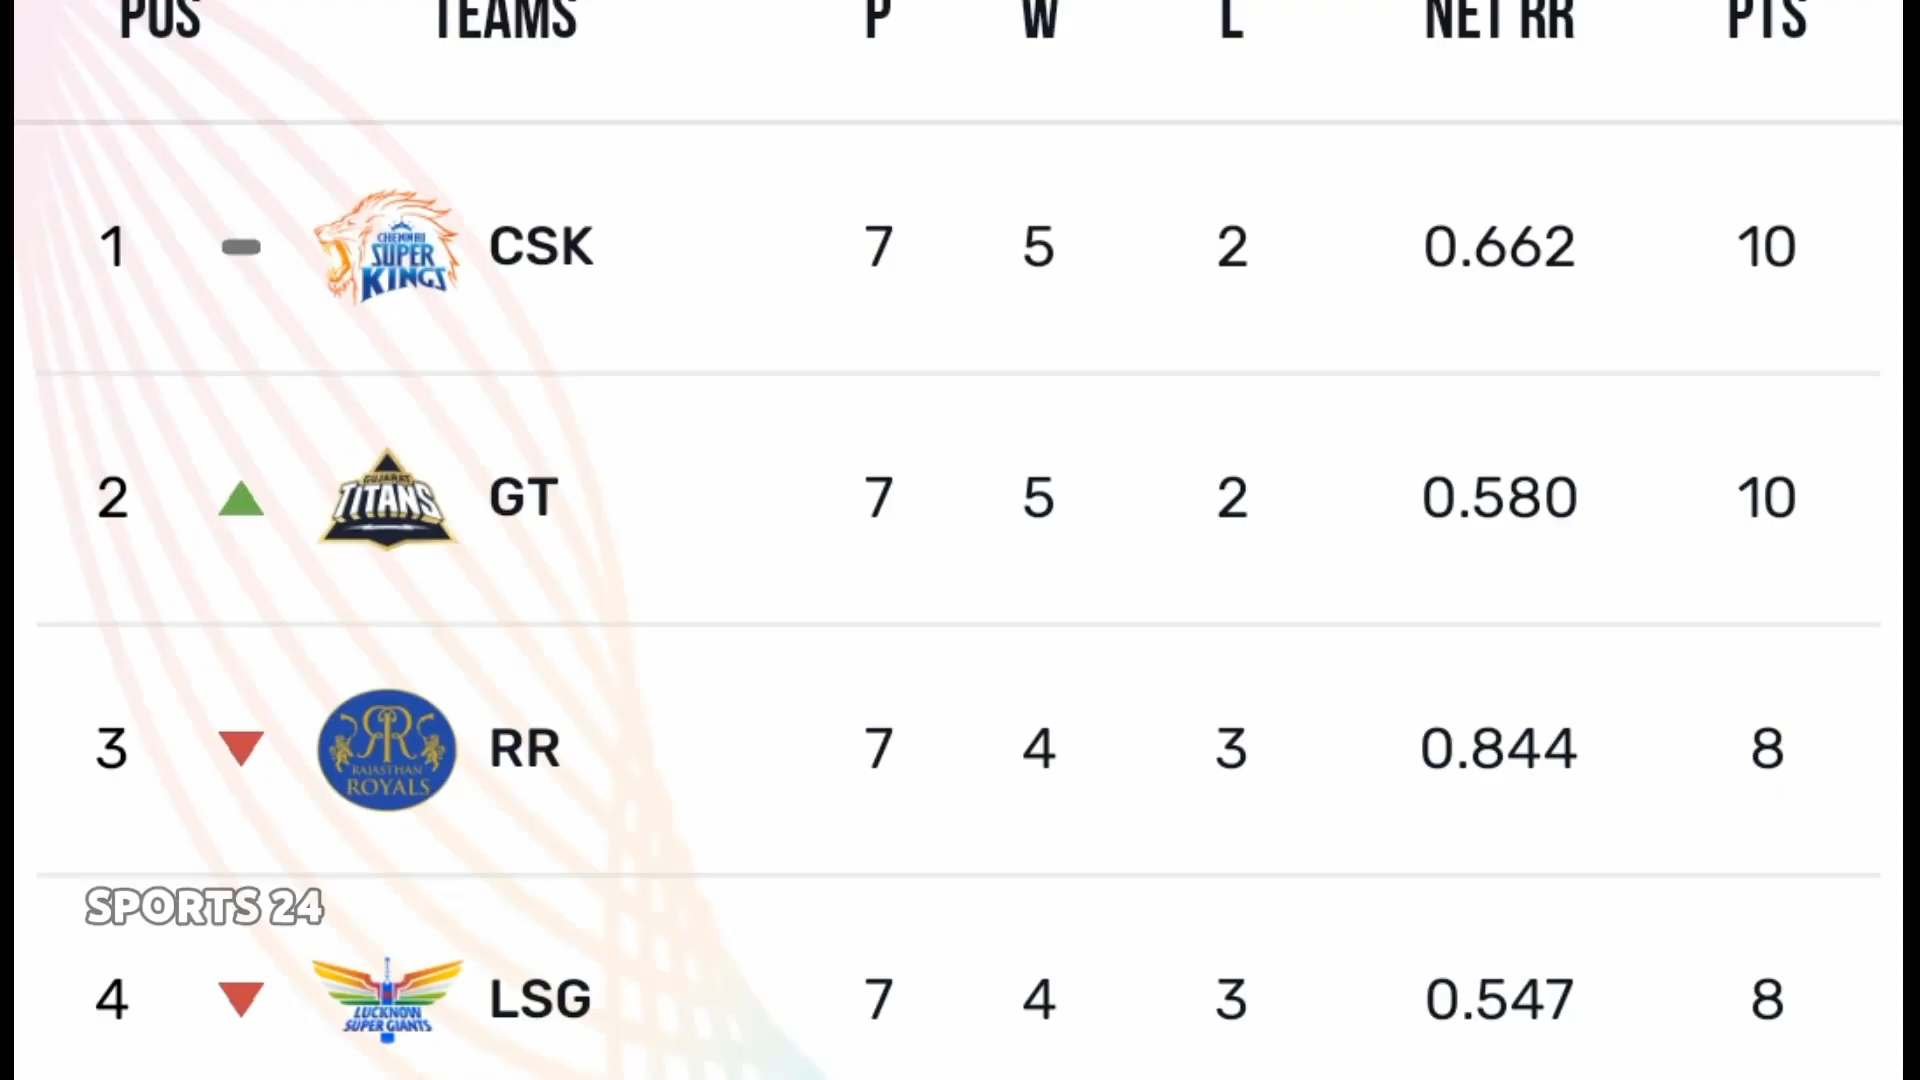 POS TEAMS P W L NET RR PTS
1 CHENNAI SUPER KINGS CSK 7 5 2 0.662 10
2 GUJARAT TITANS GT 7 5 2 0.580 10
3 RR RAJASTHAN ROYALS RR 7 4 3 0.844 8
SPORTS 24
4 LUCKNOW SUPER GIANTS LSG 7 4 3 0.547 8